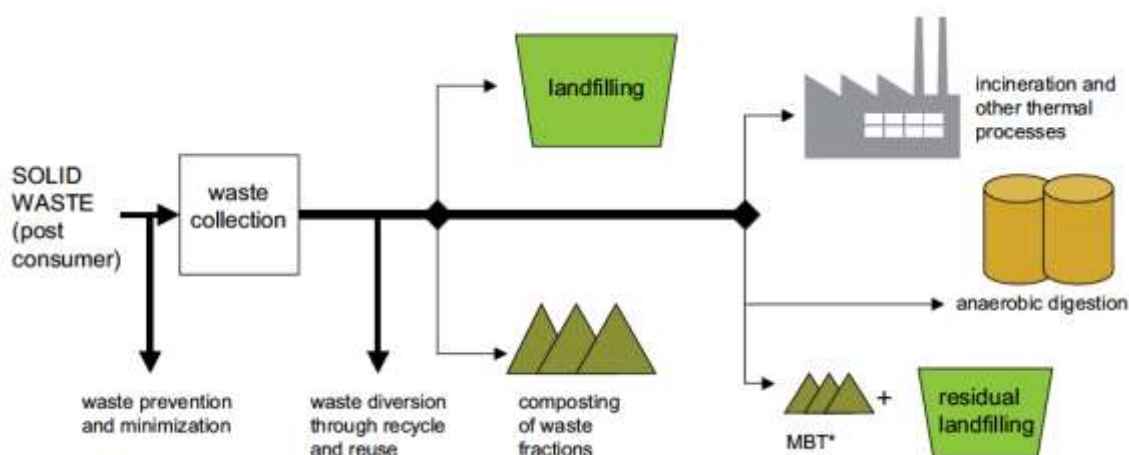 SOLID
WASTE
(post
consumer)
waste
collection
landfilling
incineration and
other thermal
processes
anaerobic digestion
waste prevention
and minimization
waste diversion
through recycle
and reuse
composting
of waste
fractions
MBT*
+
residual
landfilling